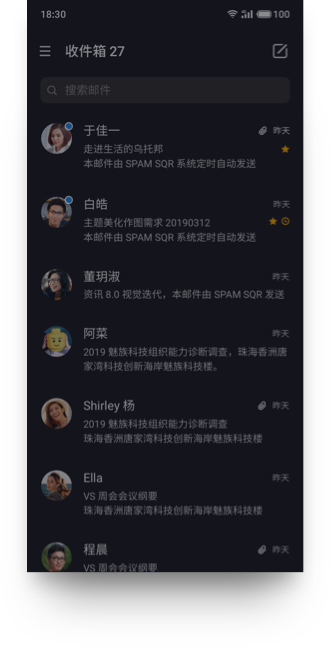 18:30
100
收件箱 27
搜索邮件
于佳一
昨天
走进生活的乌托邦
本邮件由 SPAM SQR 系统定时自动发送
白皓
昨天
主题美化作图需求 20190312
本邮件由 SPAM SQR 系统定时自动发送
董玥淑
昨天
资讯 8.0 视觉迭代，本邮件由 SPAM SQR 发送
阿菜
昨天
2019 魅族科技组织能力诊断调查，珠海香洲唐
家湾科技创新海岸魅族科技楼。
Shirley 杨
昨天
2019 魅族科技组织能力诊断调查
珠海香洲唐家湾科技创新海岸魅族科技楼
Ella
昨天
VS 周会会议纲要
珠海香洲唐家湾科技创新海岸魅族科技楼
程晨
昨天
VS 周会会议纲要